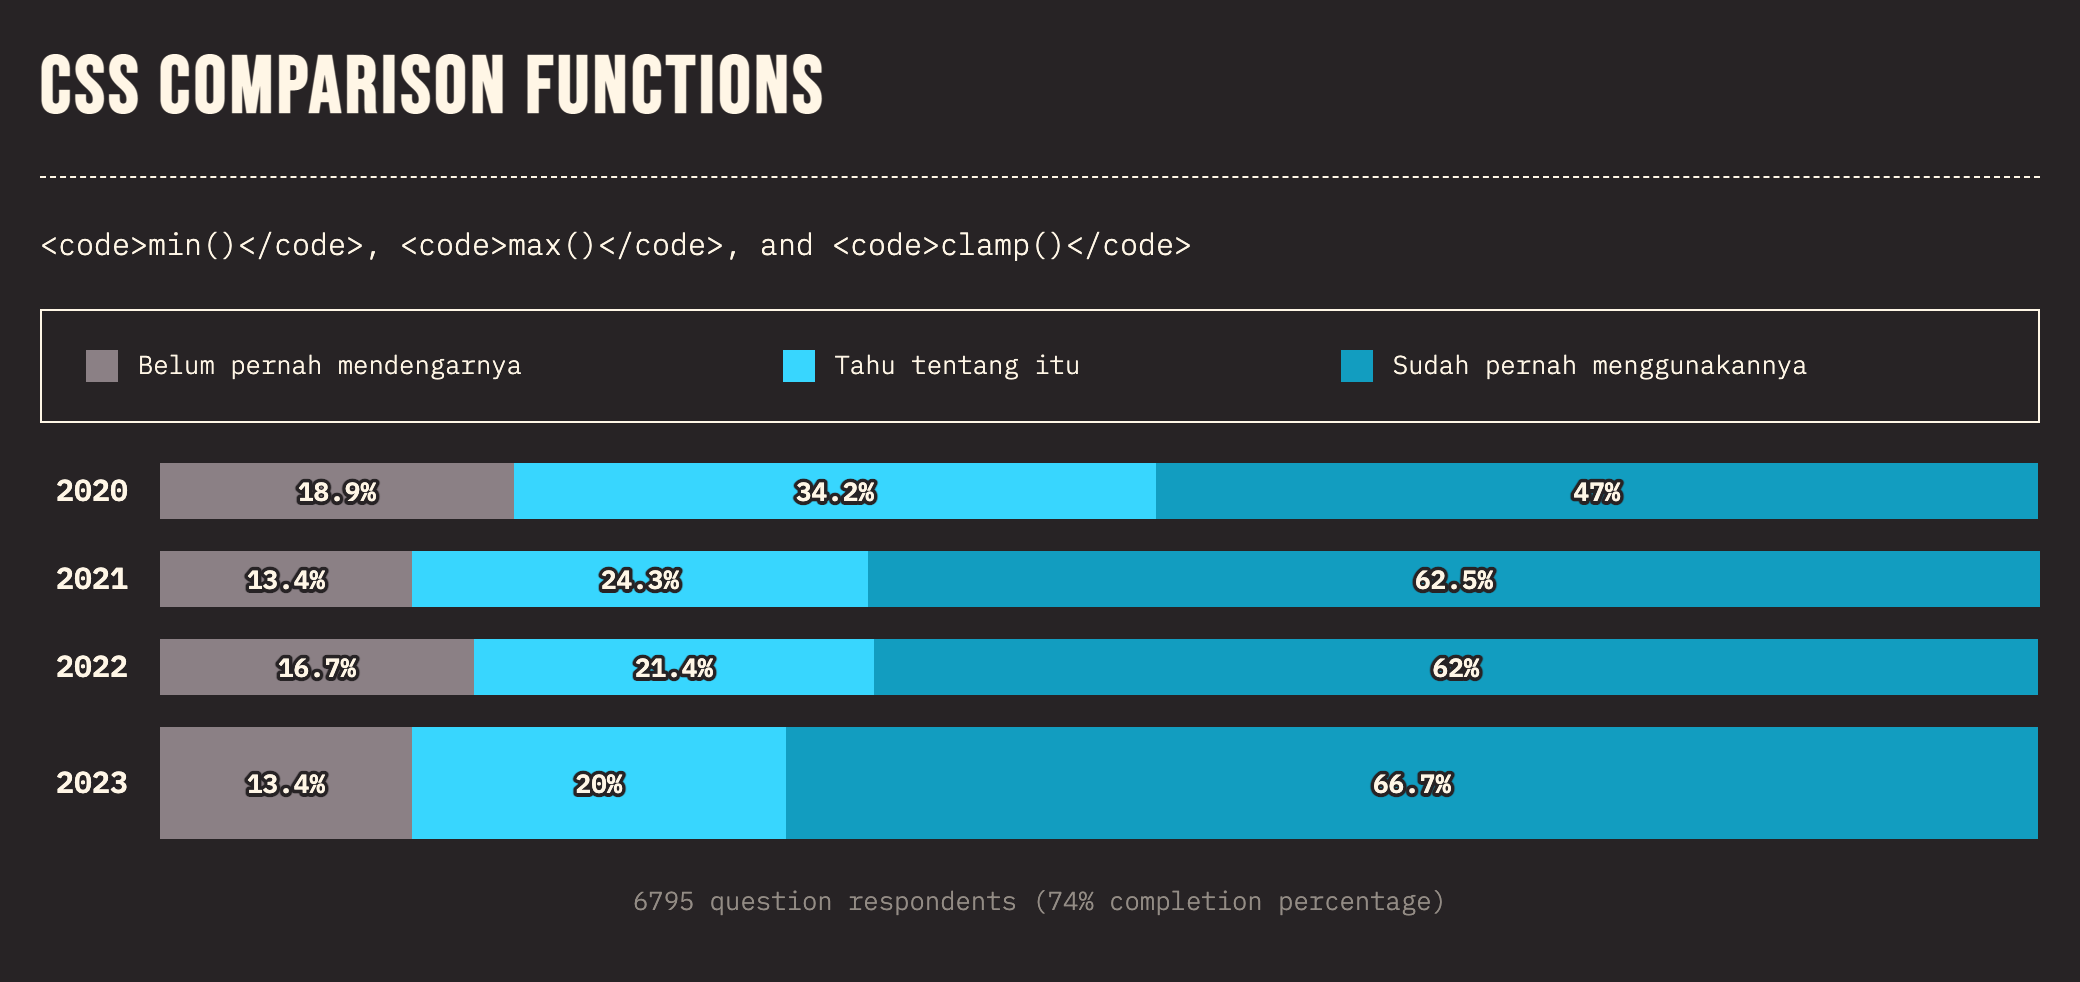 CSS COMPARISON FUNCTIONS
<code>min()</code>, <code>max()</code>, and <code>clamp()</code>
Belum pernah mendengarnya Tahu tentang itu Sudah pernah menggunakannya
2020 18.9% 34.2% 47%
2021 13.4% 24.3% 62.5%
2022 16.7% 21.4% 62%
2023 13.4% 20% 66.7%
6795 question respondents (74% completion percentage)